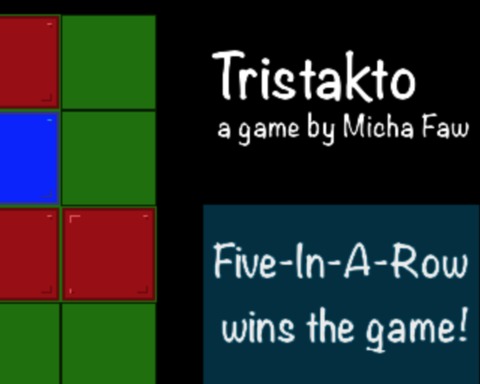 Tristakto
a game by Micha Faw
Five-In-A-Row
wins the game!